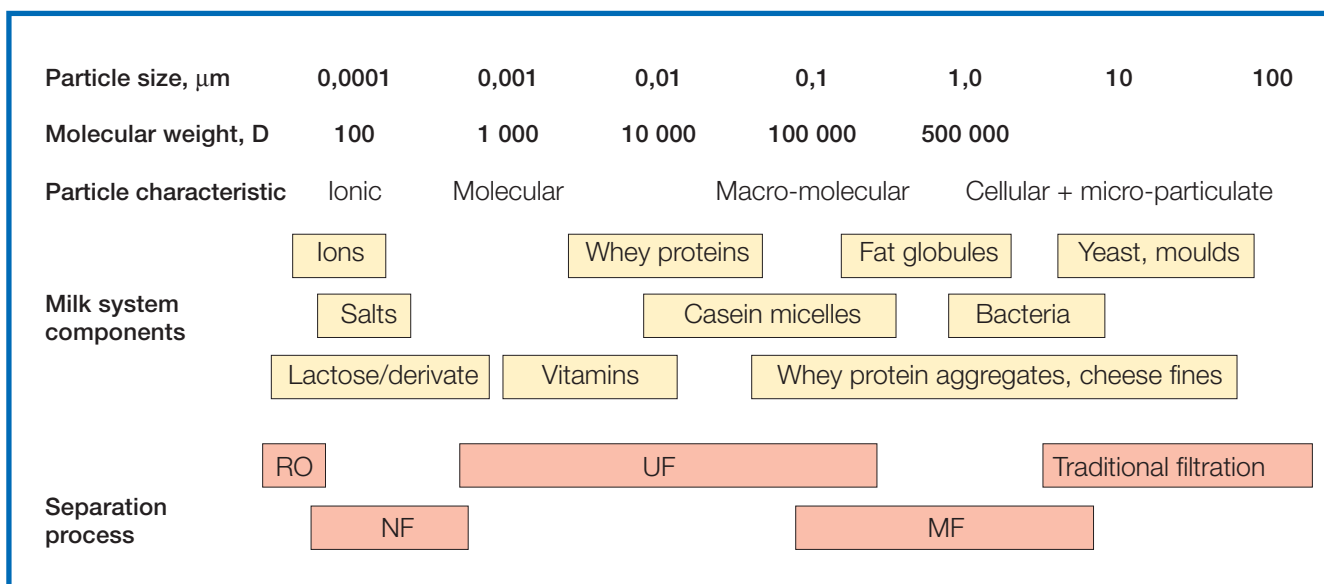 Particle size, μm 0,0001 0,001 0,01 0,1 1,0 10 100
Molecular weight, D 100 1 000 10 000 100 000 500 000
Particle characteristic Ionic Molecular Macro-molecular Cellular + micro-particulate
Ions Whey proteins Fat globules Yeast, moulds
Milk system
components
Salts Casein micelles Bacteria
Lactose/derivate Vitamins Whey protein aggregates, cheese fines
RO UF Traditional filtration
Separation
process
NF MF